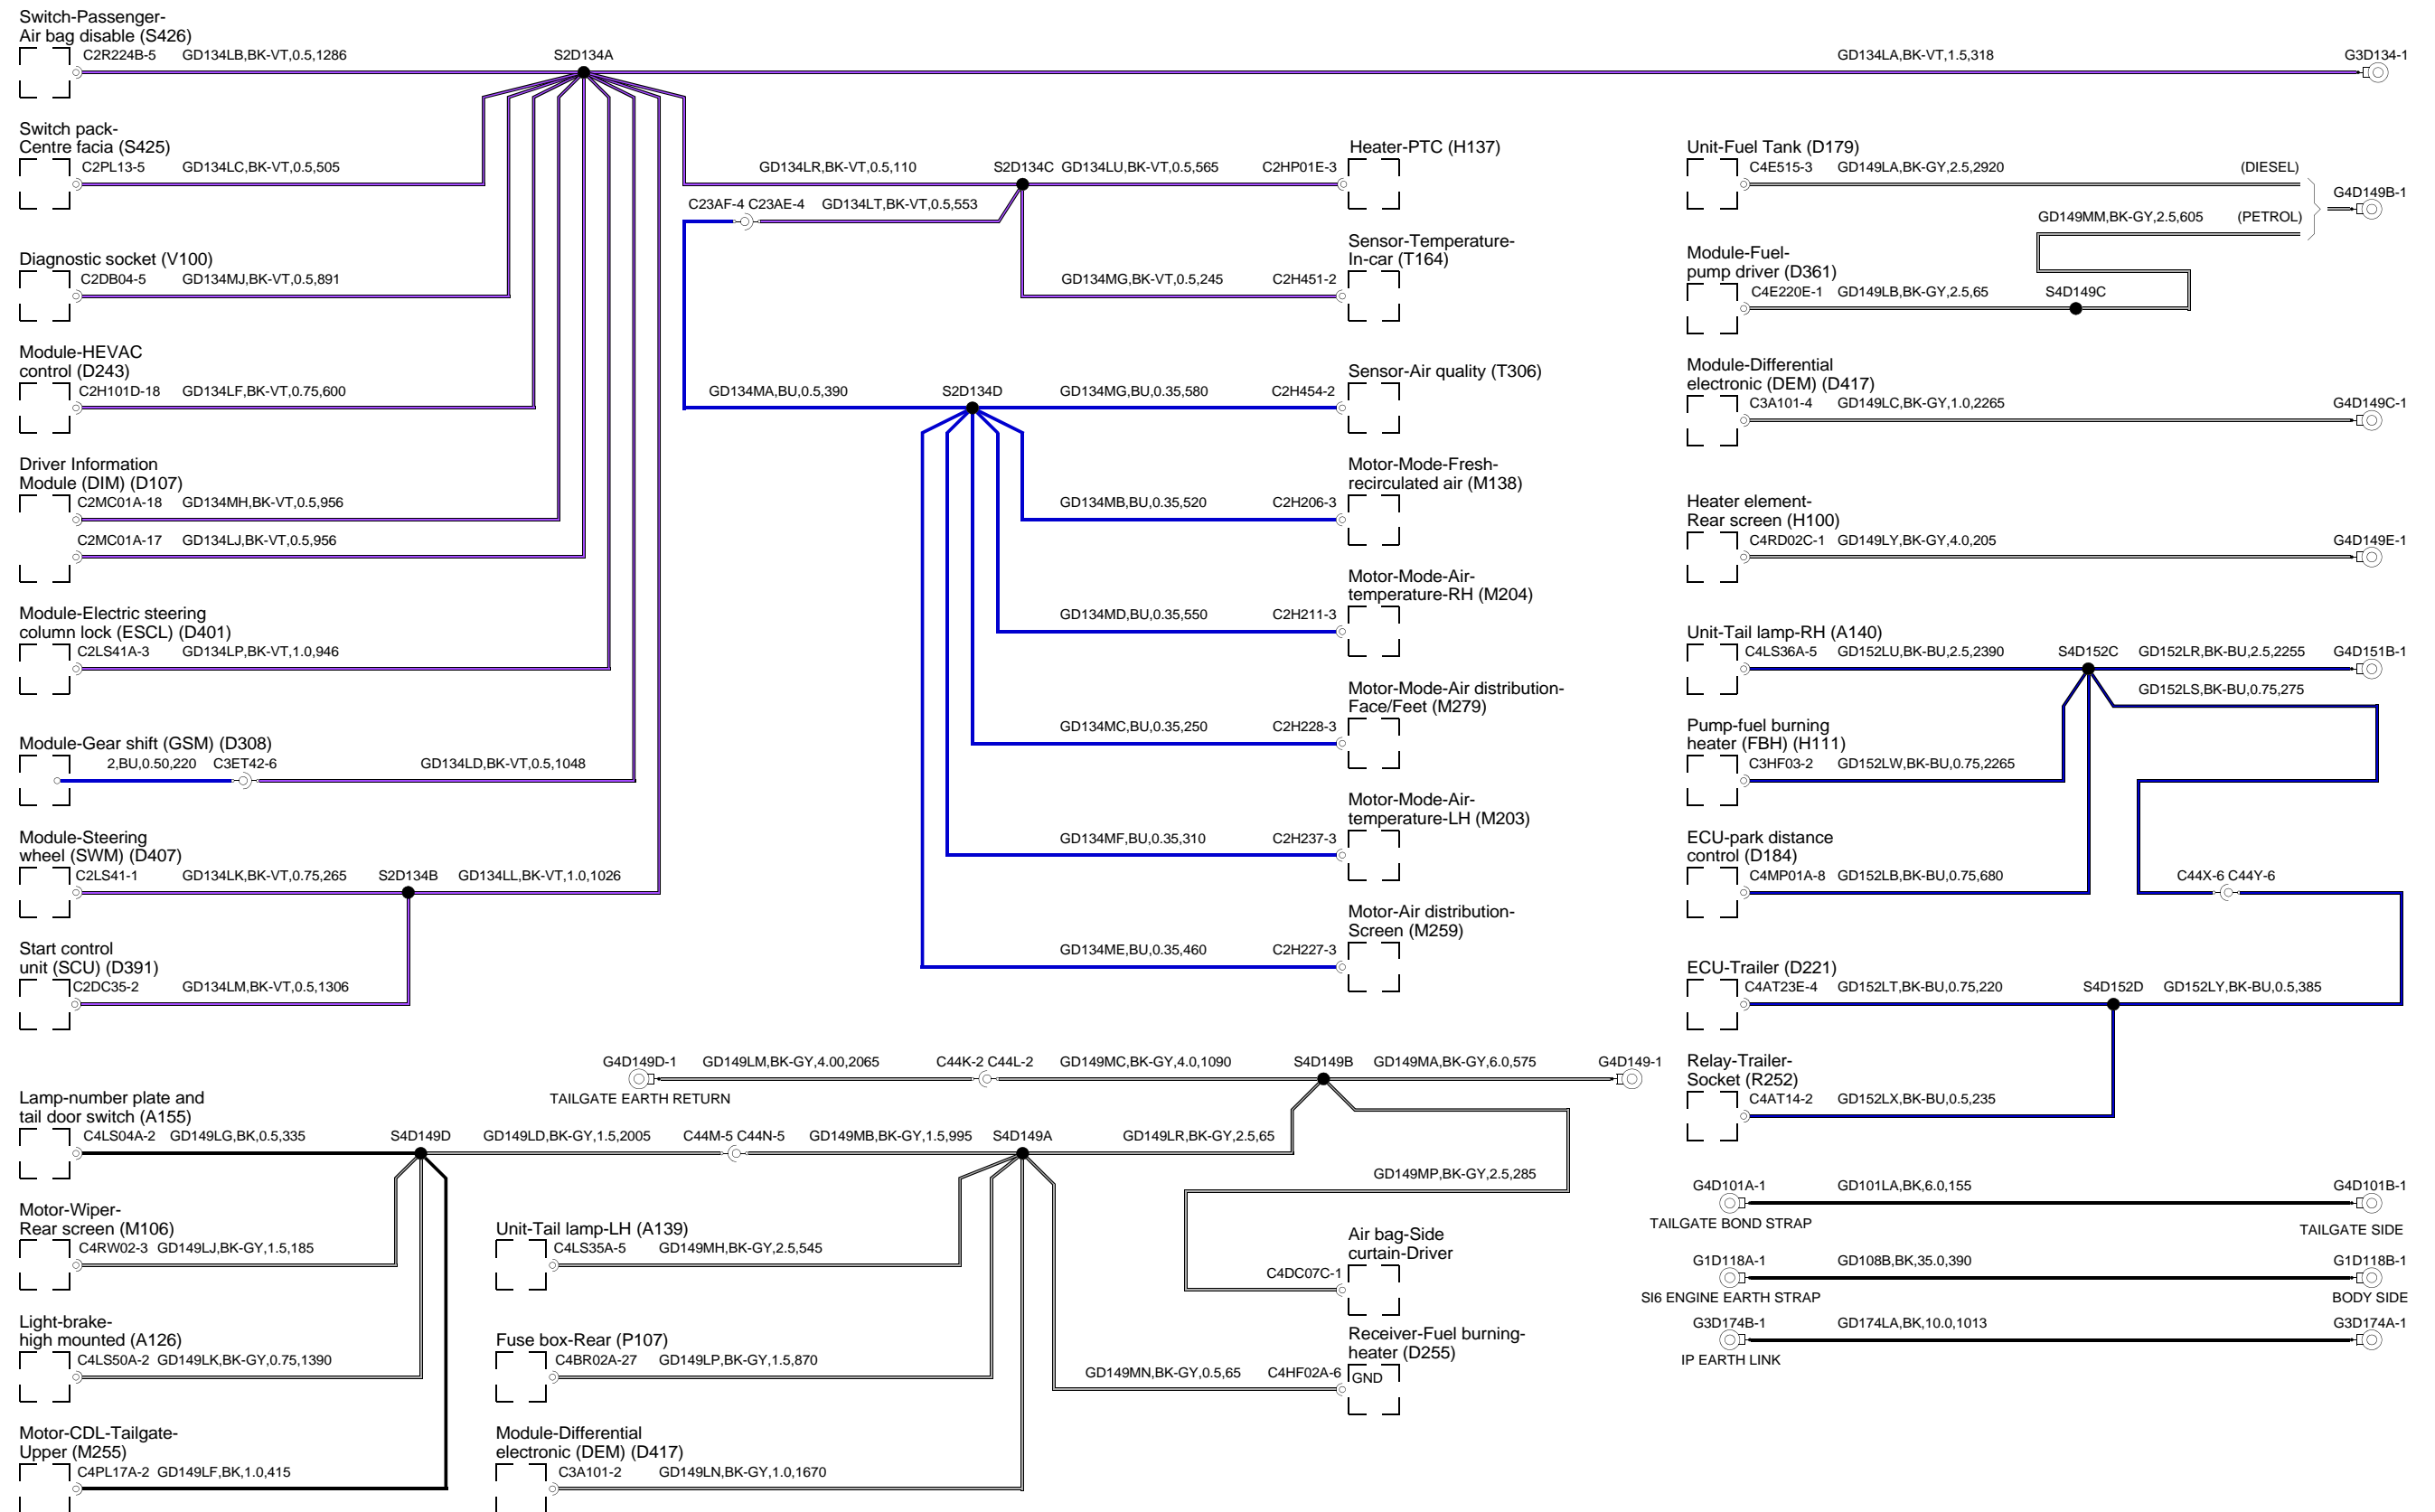 Switch-Passenger-
Air bag disable (S426)
C2R224B-5 GD134LB,BK-VT,0.5,1286 S2D134A GD134LA,BK-VT,1.5,318 G3D134-1
Switch pack-
Centre facia (S425)
C2PL13-5 GD134LC,BK-VT,0.5,505
Diagnostic socket (V100)
C2DB04-5 GD134MJ,BK-VT,0.5,891
Module-HEVAC
control (D243)
C2H101D-18 GD134LF,BK-VT,0.75,600
Driver Information
Module (DIM) (D107)
C2MC01A-18 GD134MH,BK-VT,0.5,956
C2MC01A-17 GD134LJ,BK-VT,0.5,956
Module-Electric steering
column lock (ESCL) (D401)
C2LS41A-3 GD134LP,BK-VT,1.0,946
Module-Gear shift (GSM) (D308)
2,BU,0.50,220 C3ET42-6 GD134LD,BK-VT,0.5,1048
Module-Steering
wheel (SWM) (D407)
C2LS41-1 GD134LK,BK-VT,0.75,265 S2D134B GD134LL,BK-VT,1.0,1026
Start control
unit (SCU) (D391)
C2DC35-2 GD134LM,BK-VT,0.5,1306
Heater-PTC (H137)
GD134LR,BK-VT,0.5,110 S2D134C GD134LU,BK-VT,0.5,565 C2HP01E-3
C23AF-4 C23AE-4 GD134LT,BK-VT,0.5,553
Sensor-Temperature-
In-car (T164)
GD134MG,BK-VT,0.5,245 C2H451-2
Sensor-Air quality (T306)
GD134MA,BU,0.5,390 S2D134D GD134MG,BU,0.35,580 C2H454-2
Motor-Mode-Fresh-
recirculated air (M138)
GD134MB,BU,0.35,520 C2H206-3
Motor-Mode-Air-
temperature-RH (M204)
GD134MD,BU,0.35,550 C2H211-3
Motor-Mode-Air distribution-
Face/Feet (M279)
GD134MC,BU,0.35,250 C2H228-3
Motor-Mode-Air-
temperature-LH (M203)
GD134MF,BU,0.35,310 C2H237-3
Motor-Air distribution-
Screen (M259)
GD134ME,BU,0.35,460 C2H227-3
Unit-Fuel Tank (D179)
C4E515-3 GD149LA,BK-GY,2.5,2920 (DIESEL)
G4D149B-1
GD149MM,BK-GY,2.5,605 (PETROL)
Module-Fuel-
pump driver (D361)
C4E220E-1 GD149LB,BK-GY,2.5,65 S4D149C
Module-Differential
electronic (DEM) (D417)
C3A101-4 GD149LC,BK-GY,1.0,2265 G4D149C-1
Heater element-
Rear screen (H100)
C4RD02C-1 GD149LY,BK-GY,4.0,205 G4D149E-1
Unit-Tail lamp-RH (A140)
C4LS36A-5 GD152LU,BK-BU,2.5,2390 S4D152C GD152LR,BK-BU,2.5,2255 G4D151B-1
GD152LS,BK-BU,0.75,275
Pump-fuel burning
heater (FBH) (H111)
C3HF03-2 GD152LW,BK-BU,0.75,2265
ECU-park distance
control (D184)
C4MP01A-8 GD152LB,BK-BU,0.75,680 C44X-6 C44Y-6
ECU-Trailer (D221)
C4AT23E-4 GD152LT,BK-BU,0.75,220 S4D152D GD152LY,BK-BU,0.5,385
Relay-Trailer-
Socket (R252)
C4AT14-2 GD152LX,BK-BU,0.5,235
G4D149D-1 GD149LM,BK-GY,4.00,2065 C44K-2 C44L-2 GD149MC,BK-GY,4.0,1090 S4D149B GD149MA,BK-GY,6.0,575 G4D149-1
TAILGATE EARTH RETURN
Lamp-number plate and
tail door switch (A155)
C4LS04A-2 GD149LG,BK,0.5,335 S4D149D GD149LD,BK-GY,1.5,2005 C44M-5 C44N-5 GD149MB,BK-GY,1.5,995 S4D149A GD149LR,BK-GY,2.5,65
GD149MP,BK-GY,2.5,285
Motor-Wiper-
Rear screen (M106)
C4RW02-3 GD149LJ,BK-GY,1.5,185
Light-brake-
high mounted (A126)
C4LS50A-2 GD149LK,BK-GY,0.75,1390
Motor-CDL-Tailgate-
Upper (M255)
C4PL17A-2 GD149LF,BK,1.0,415
Unit-Tail lamp-LH (A139)
C4LS35A-5 GD149MH,BK-GY,2.5,545
Fuse box-Rear (P107)
C4BR02A-27 GD149LP,BK-GY,1.5,870
Module-Differential
electronic (DEM) (D417)
C3A101-2 GD149LN,BK-GY,1.0,1670
Air bag-Side
curtain-Driver
C4DC07C-1
Receiver-Fuel burning-
heater (D255)
GD149MN,BK-GY,0.5,65 C4HF02A-6 GND
G4D101A-1 GD101LA,BK,6.0,155 G4D101B-1
TAILGATE BOND STRAP TAILGATE SIDE
G1D118A-1 GD108B,BK,35.0,390 G1D118B-1
SI6 ENGINE EARTH STRAP BODY SIDE
G3D174B-1 GD174LA,BK,10.0,1013 G3D174A-1
IP EARTH LINK